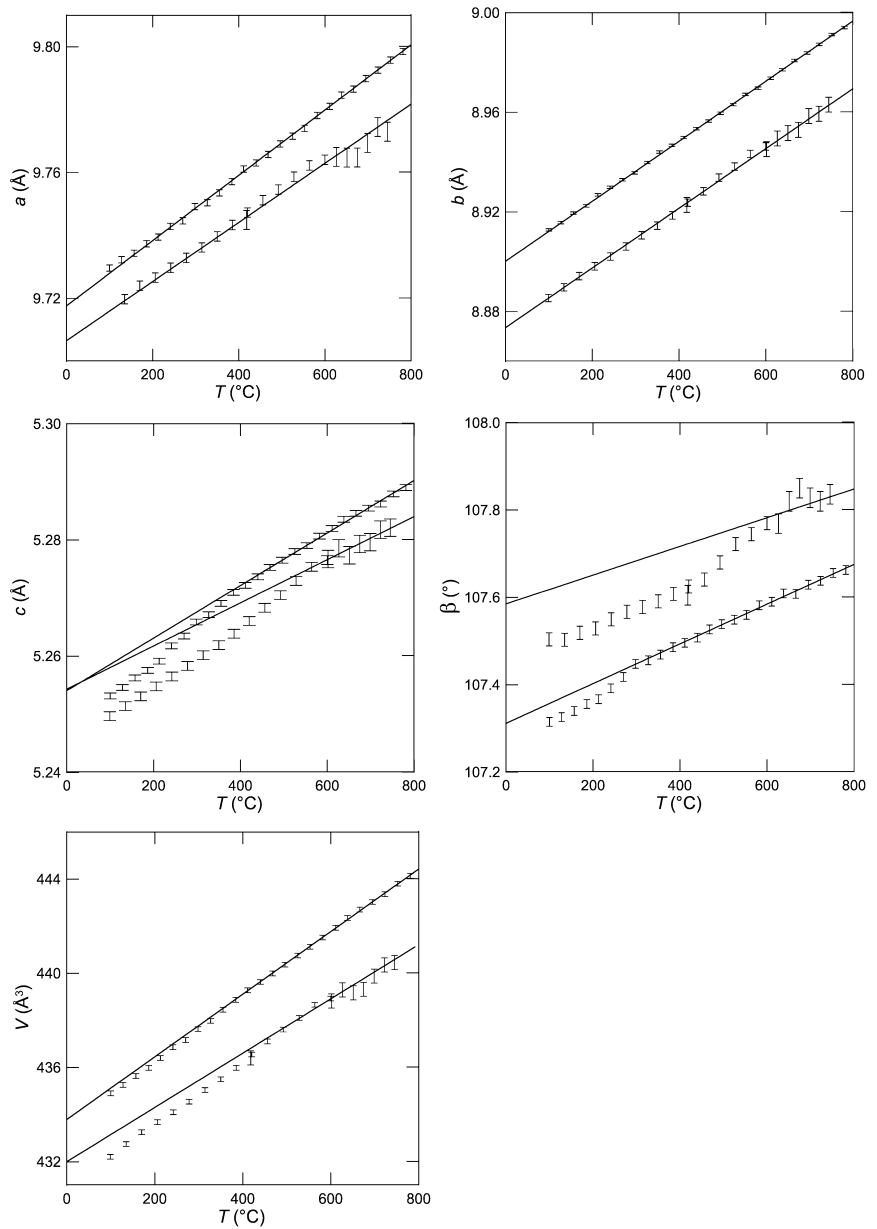 9.80
9.76
9.72
a (Å)
0 200 400 600 800
T (°C)
9.00
8.96
8.92
8.88
b (Å)
0 200 400 600 800
T (°C)
5.30
5.28
5.26
5.24
c (Å)
0 200 400 600 800
T (°C)
108.0
107.8
107.6
107.4
107.2
β (°)
0 200 400 600 800
T (°C)
444
440
436
432
V (Å³)
0 200 400 600 800
T (°C)